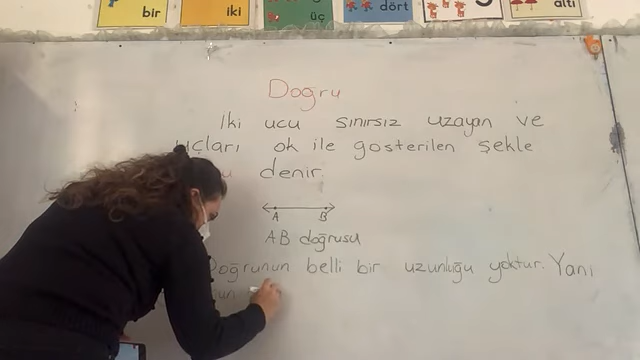 bir iki üç dört altı
Doğru
İki ucu sınırsız uzayan ve
uçları ok ile gösterilen şekle
denir.
A B
AB doğrusu
Doğrunun belli bir uzunluğu yoktur. Yani